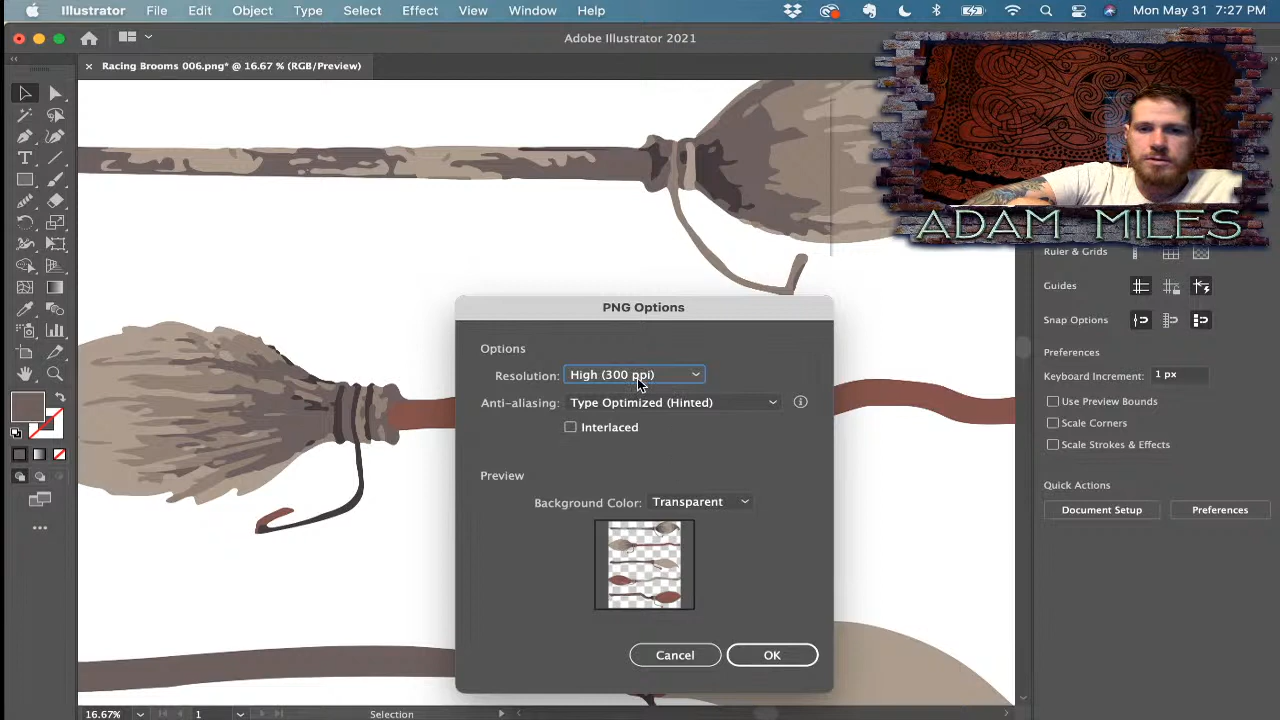 Illustrator File Edit Object Type Select Effect View Window Help Mon May 31 7:27 PM
Adobe Illustrator 2021
Racing Brooms 006.png* @ 16.67 % (RGB/Preview)
ADAM MILES
Ruler & Grids
Guides
Snap Options
Preferences
Keyboard Increment: 1 px
Use Preview Bounds
Scale Corners
Scale Strokes & Effects
Quick Actions
Document Setup Preferences
PNG Options
Options
Resolution: High (300 ppi)
Anti-aliasing: Type Optimized (Hinted)
Interlaced
Preview
Background Color: Transparent
Cancel OK
16.67% 1 Selection